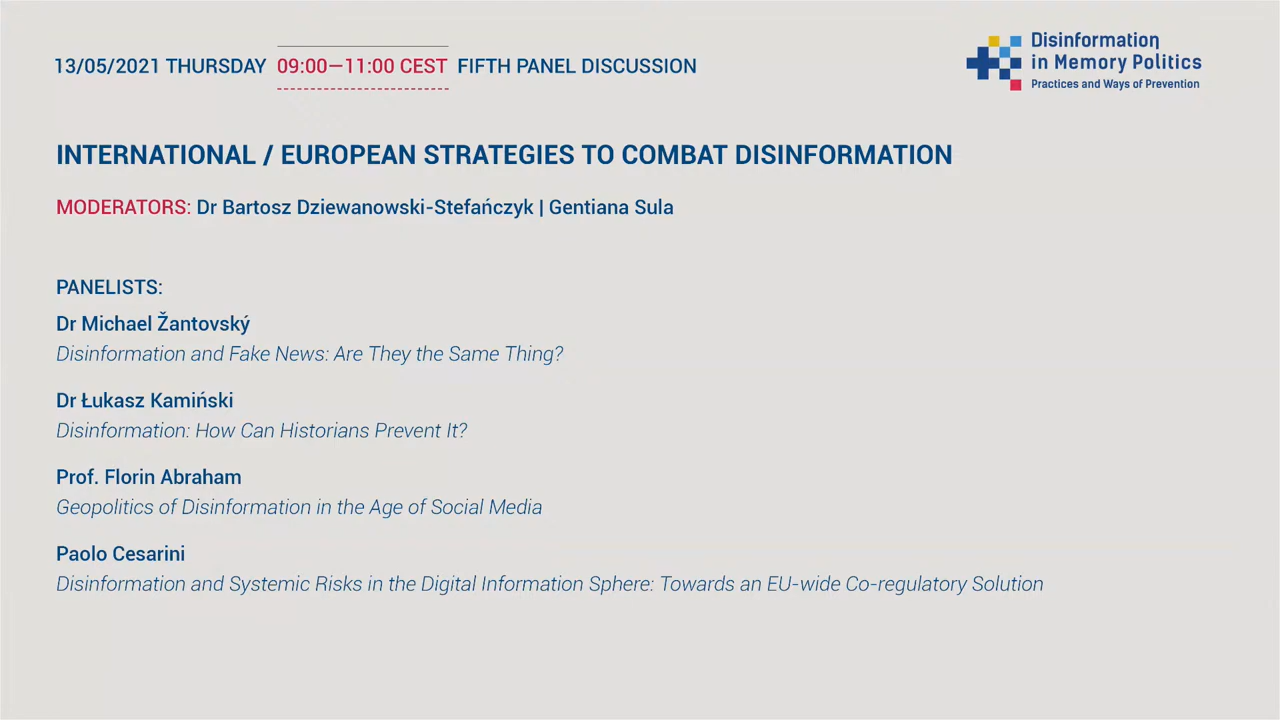 13/05/2021 THURSDAY 09:00—11:00 CEST FIFTH PANEL DISCUSSION
Disinformation
in Memory Politics
Practices and Ways of Prevention
INTERNATIONAL / EUROPEAN STRATEGIES TO COMBAT DISINFORMATION
MODERATORS: Dr Bartosz Dziewanowski-Stefańczyk | Gentiana Sula
PANELISTS:
Dr Michael Žantovský
Disinformation and Fake News: Are They the Same Thing?
Dr Łukasz Kamiński
Disinformation: How Can Historians Prevent It?
Prof. Florin Abraham
Geopolitics of Disinformation in the Age of Social Media
Paolo Cesarini
Disinformation and Systemic Risks in the Digital Information Sphere: Towards an EU-wide Co-regulatory Solution